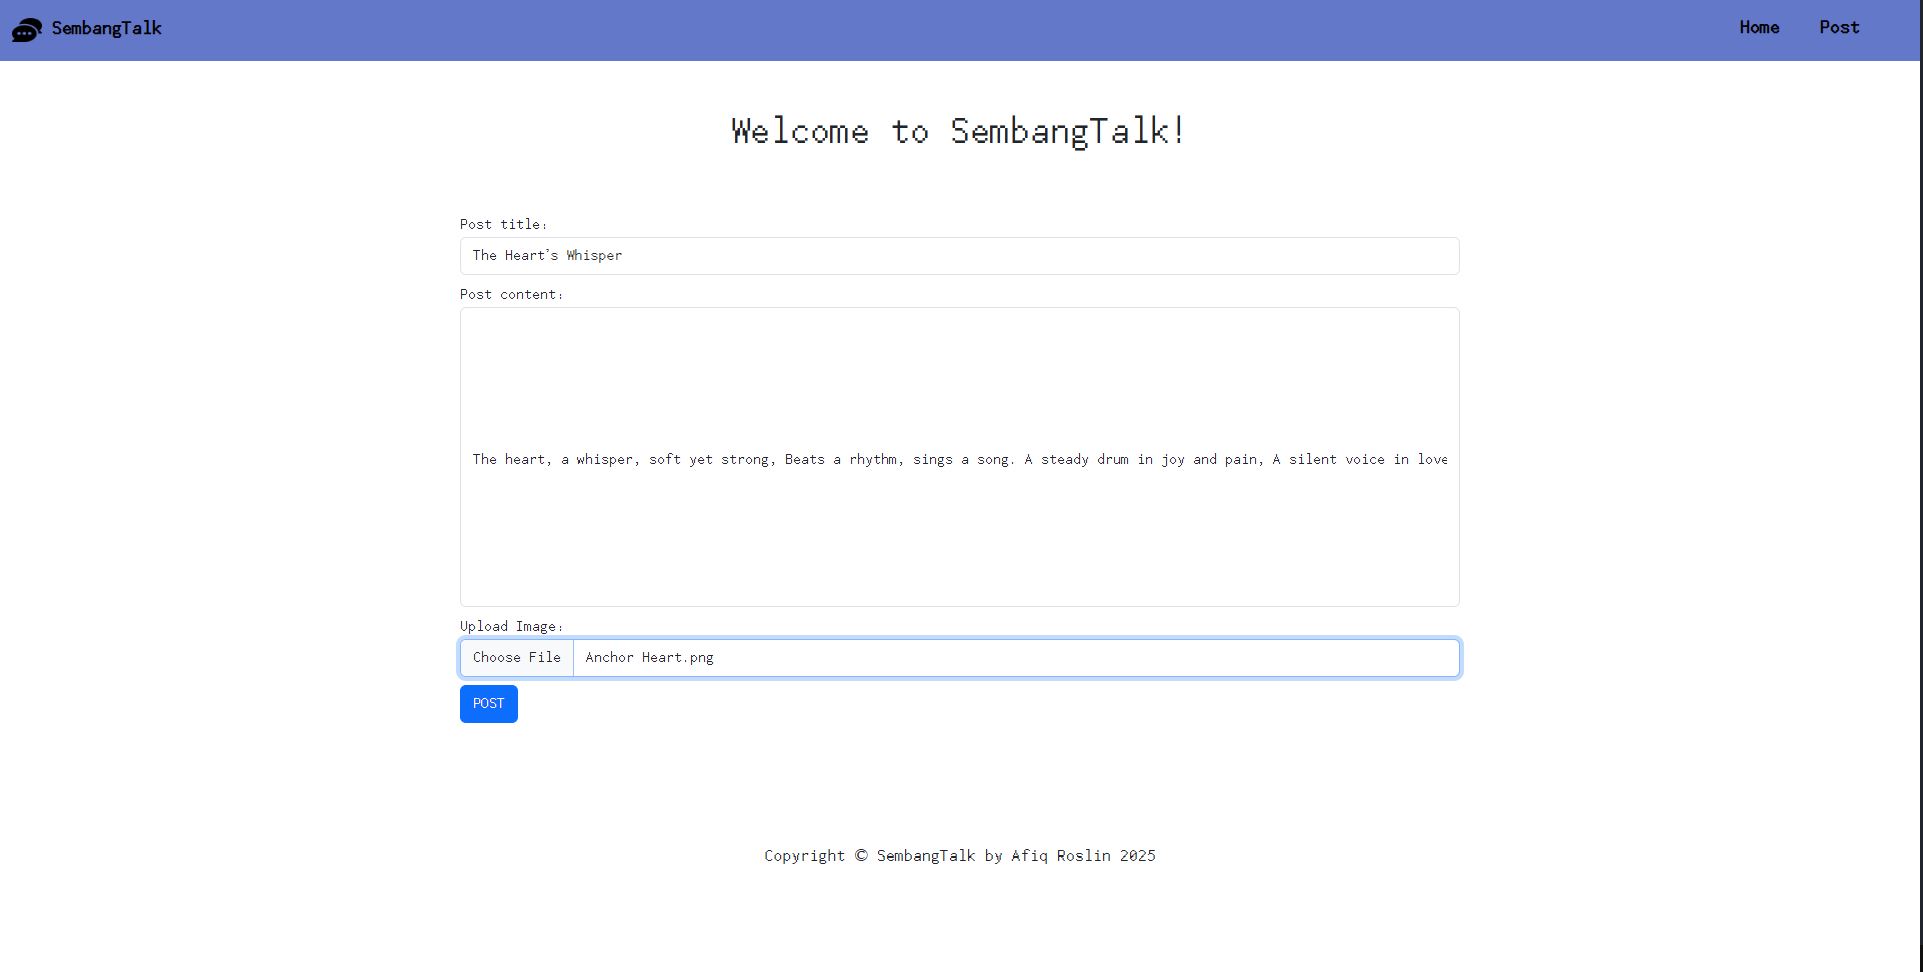 SembangTalk Home Post
Welcome to SembangTalk!
Post title:
The Heart's Whisper
Post content:
The heart, a whisper, soft yet strong, Beats a rhythm, sings a song. A steady drum in joy and pain, A silent voice in love
Upload Image:
Choose File Anchor Heart.png
POST
Copyright © SembangTalk by Afiq Roslin 2025